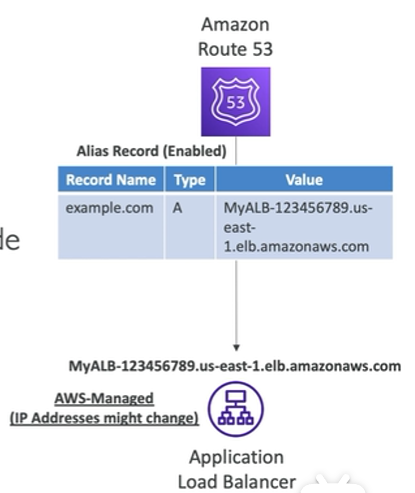 Amazon
Route 53
53
Alias Record (Enabled)
Record Name Type Value
example.com A MyALB-123456789.us-
east-
1.elb.amazonaws.com
MyALB-123456789.us-east-1.elb.amazonaws.com
AWS-Managed
(IP Addresses might change)
Application
Load Balancer